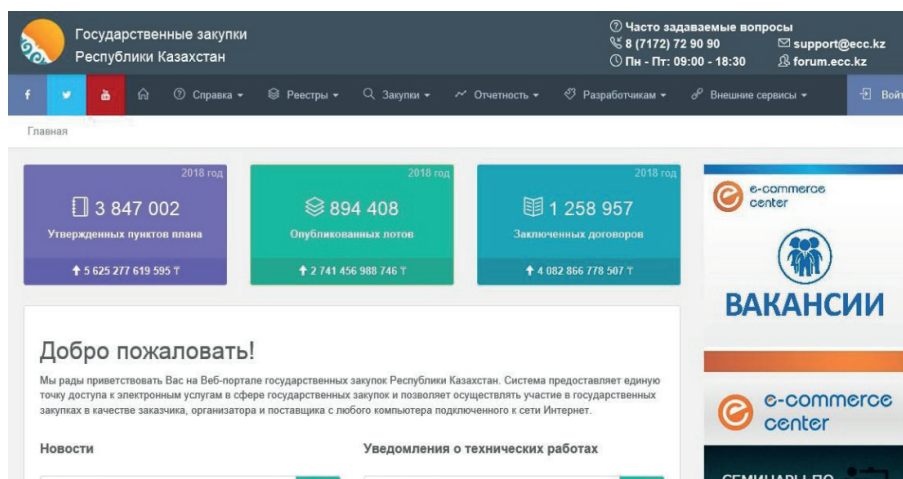 Государственные закупки
Республики Казахстан
Часто задаваемые вопросы
8 (7172) 72 90 90
support@ecc.kz
Пн - Пт: 09:00 - 18:30
forum.ecc.kz
Справка
Реестры
Закупки
Отчетность
Разработчикам
Внешние сервисы
Войт
Главная
2018 год
3 847 002
Утвержденных пунктов плана
5 625 277 619 595 ₸
2018 год
894 408
Опубликованных лотов
2 741 456 988 746 ₸
2018 год
1 258 957
Заключенных договоров
4 082 866 778 507 ₸
e-commerce
center
ВАКАНСИИ
Добро пожаловать!
Мы рады приветствовать Вас на Веб-портале государственных закупок Республики Казахстан. Система предоставляет единую
точку доступа к электронным услугам в сфере государственных закупок и позволяет осуществлять участие в государственных
закупках в качестве заказчика, организатора и поставщика с любого компьютера подключенного к сети Интернет.
Новости
Уведомления о технических работах
e-commerce
center
СЕМИНАРЫ ПО